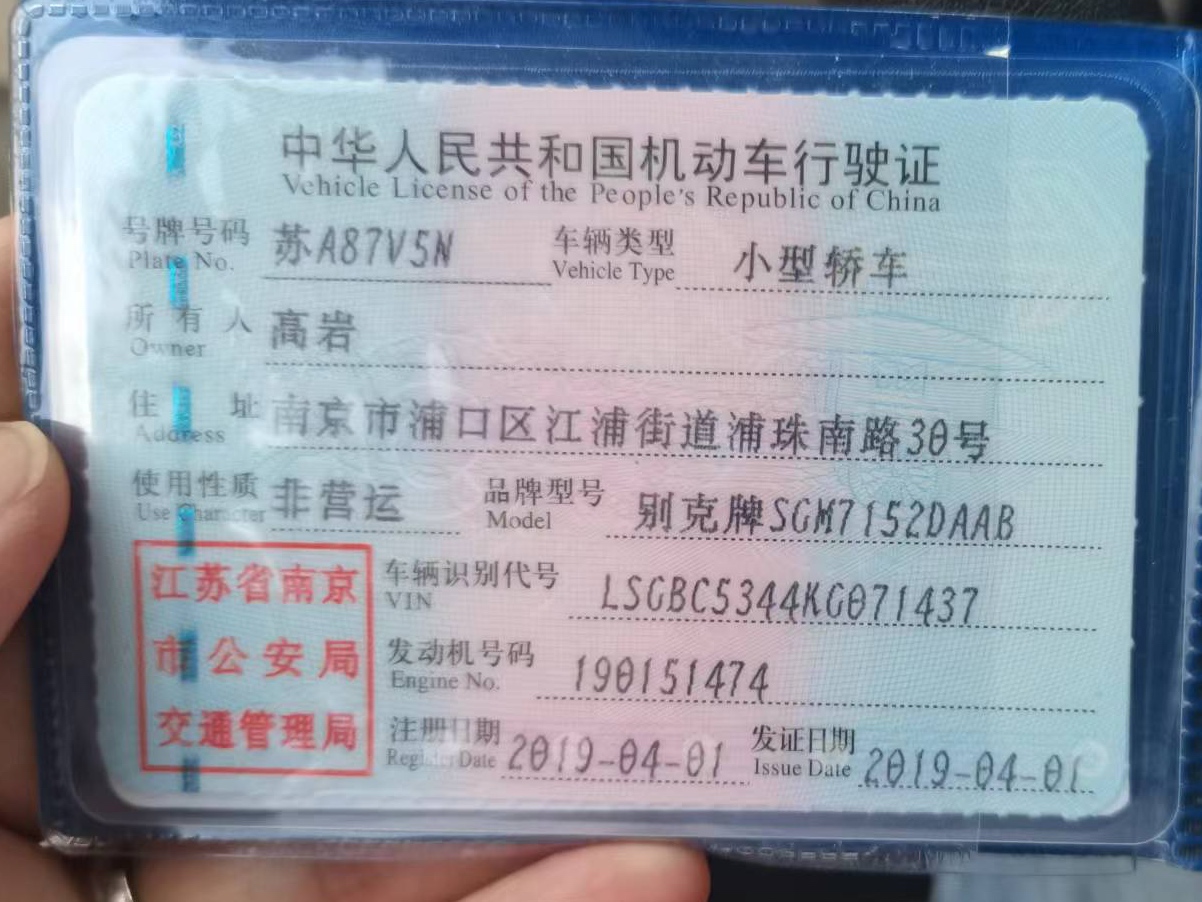 中华人民共和国机动车行驶证
Vehicle License of the People's Republic of China
号牌号码 苏A87V5N 车辆类型 小型轿车
Plate No. Vehicle Type
所有人 高岩
Owner
住址 南京市浦口区江浦街道浦珠南路30号
Address
使用性质 非营运 品牌型号 别克牌SGM7152DAAB
Use Character Model
江苏省南京
市公安局
交通管理局
车辆识别代号 LSGBC5344KG071437
VIN
发动机号码 190151474
Engine No.
注册日期 2019-04-01 发证日期 2019-04-01
Register Date Issue Date